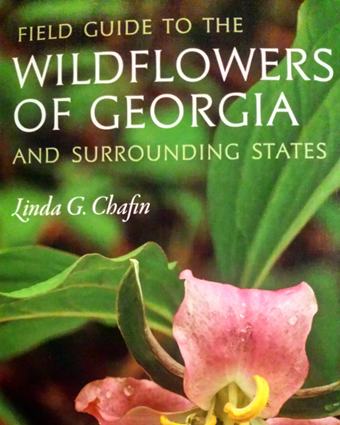 FIELD GUIDE TO THE
WILDFLOWERS
OF GEORGIA
AND SURROUNDING STATES
Linda G. Chafin